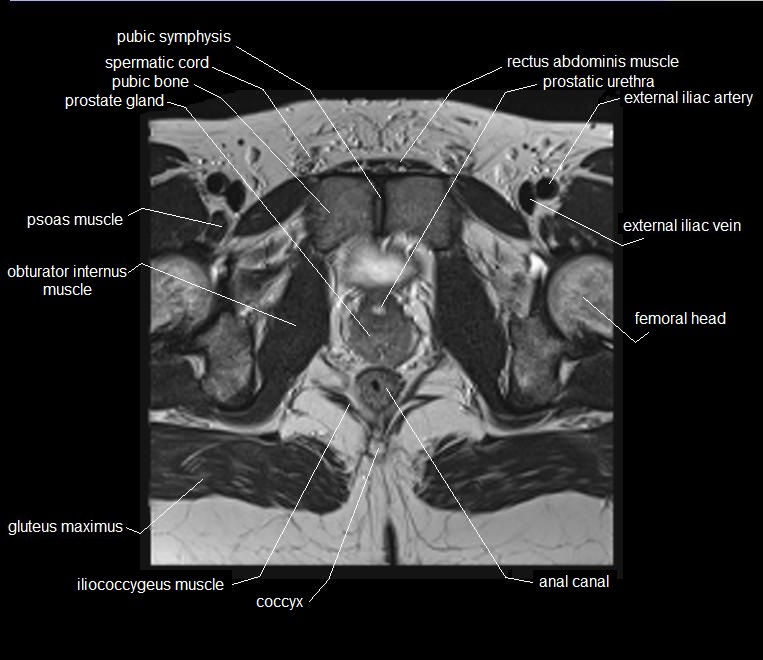 pubic symphysis
spermatic cord
pubic bone
prostate gland
rectus abdominis muscle
prostatic urethra
external iliac artery
psoas muscle
external iliac vein
obturator internus
muscle
femoral head
gluteus maximus
iliococcygeus muscle
coccyx
anal canal